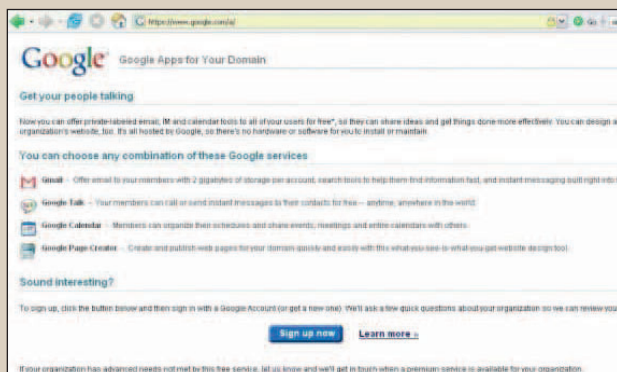 https://www.google.com/a/
Go
Google Google Apps for Your Domain
Get your people talking
Now you can offer private-labeled email, IM and calendar tools to all of your users for free*, so they can share ideas and get things done more effectively. You can design a
organization's website, too. It's all hosted by Google, so there's no hardware or software for you to install or maintain.
You can choose any combination of these Google services
Gmail - Offer email to your members with 2 gigabytes of storage per account, search tools to help them find information fast, and instant messaging built right into
Google Talk - Your members can call or send instant messages to their contacts for free -- anytime, anywhere in the world.
Google Calendar - Members can organize their schedules and share events, meetings and entire calendars with others.
Google Page Creator - Create and publish web pages for your domain quickly and easily with this what-you-see-is-what-you-get website design tool.
Sound interesting?
To sign up, click the button below and then sign in with a Google Account (or get a new one). We'll ask a few quick questions about your organization so we can review you
Sign up now Learn more »
If your organization has advanced needs not met by this free service, let us know and we'll get in touch when a premium service is available for your organization.